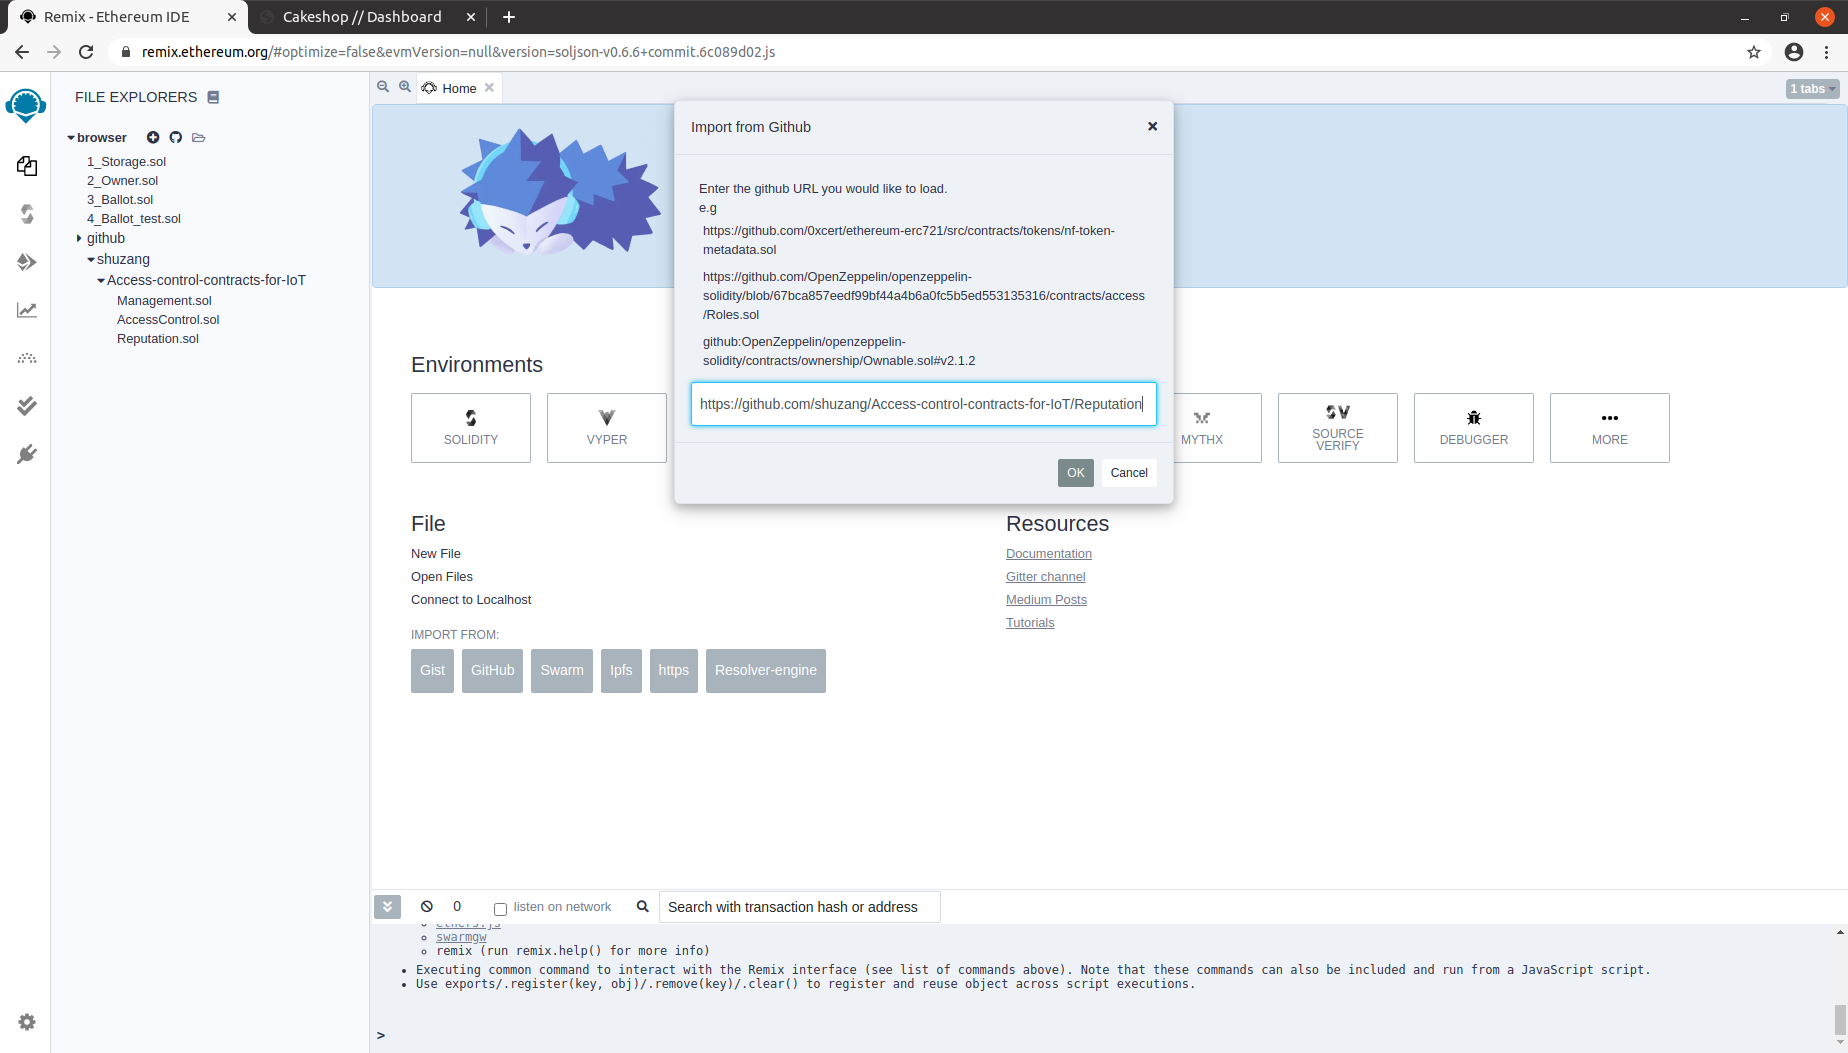 Remix - Ethereum IDE
Cakeshop // Dashboard
remix.ethereum.org/#optimize=false&evmVersion=null&version=soljson-v0.6.6+commit.6c089d02.js
FILE EXPLORERS
browser
1_Storage.sol
2_Owner.sol
3_Ballot.sol
4_Ballot_test.sol
github
shuzang
Access-control-contracts-for-IoT
Management.sol
AccessControl.sol
Reputation.sol
Home
1 tabs
Import from Github
Enter the github URL you would like to load.
e.g
https://github.com/0xcert/ethereum-erc721/src/contracts/tokens/nf-token-
metadata.sol
https://github.com/OpenZeppelin/openzeppelin-
solidity/blob/67bca857eedf99bf44a4b6a0fc5b5ed553135316/contracts/access
/Roles.sol
github:OpenZeppelin/openzeppelin-
solidity/contracts/ownership/Ownable.sol#v2.1.2
https://github.com/shuzang/Access-control-contracts-for-IoT/Reputation
OK
Cancel
Environments
SOLIDITY
VYPER
MYTHX
SOURCE
VERIFY
DEBUGGER
MORE
File
New File
Open Files
Connect to Localhost
IMPORT FROM:
Gist
GitHub
Swarm
Ipfs
https
Resolver-engine
Resources
Documentation
Gitter channel
Medium Posts
Tutorials
0
listen on network
Search with transaction hash or address
ethers.js
swarmgw
remix (run remix.help() for more info)
Executing common command to interact with the Remix interface (see list of commands above). Note that these commands can also be included and run from a JavaScript script.
Use exports/.register(key, obj)/.remove(key)/.clear() to register and reuse object across script executions.
>